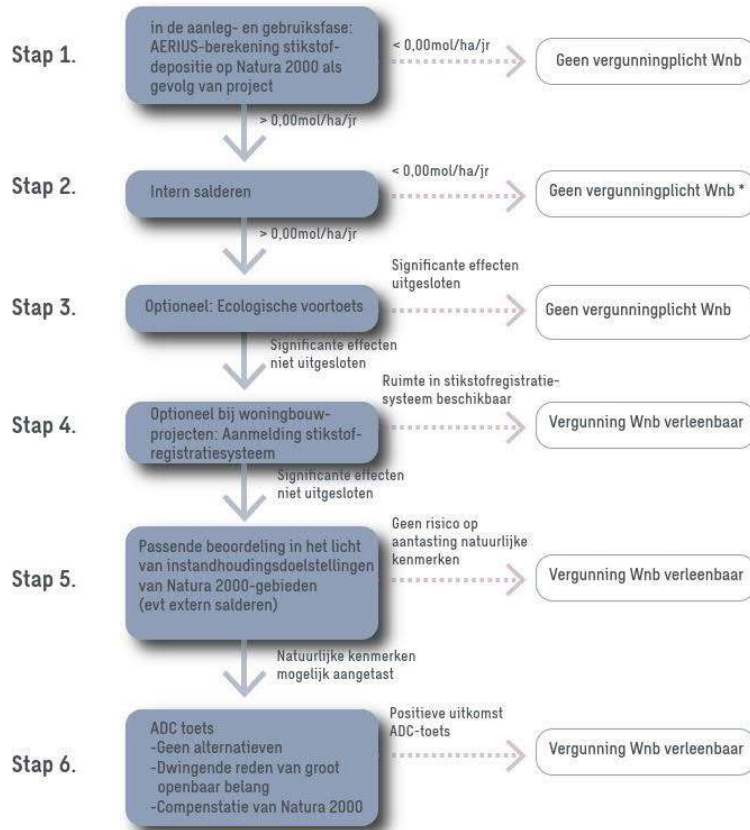 Stap 1.
in de aanleg- en gebruiksfase:
AERIUS-berekening stikstof-
depositie op Natura 2000 als
gevolg van project
< 0,00mol/ha/jr
Geen vergunningplicht Wnb
> 0,00mol/ha/jr
Stap 2.
Intern salderen
< 0,00mol/ha/jr
Geen vergunningplicht Wnb *
> 0,00mol/ha/jr
Stap 3.
Optioneel: Ecologische voortoets
Significante effecten
uitgesloten
Geen vergunningplicht Wnb
Significante effecten
niet uitgesloten
Stap 4.
Optioneel bij woningbouw-
projecten: Aanmelding stikstof-
registratiesysteem
Ruimte in stikstofregistratie-
systeem beschikbaar
Vergunning Wnb verleenbaar
Significante effecten
niet uitgesloten
Stap 5.
Passende beoordeling in het licht
van instandhoudingsdoelstellingen
van Natura 2000-gebieden
(evt extern salderen)
Geen risico op
aantasting natuurlijke
kenmerken
Vergunning Wnb verleenbaar
Natuurlijke kenmerken
mogelijk aangetast
Stap 6.
ADC toets
-Geen alternatieven
-Dwingende reden van groot
openbaar belang
-Compenstatie van Natura 2000
Positieve uitkomst
ADC-toets
Vergunning Wnb verleenbaar